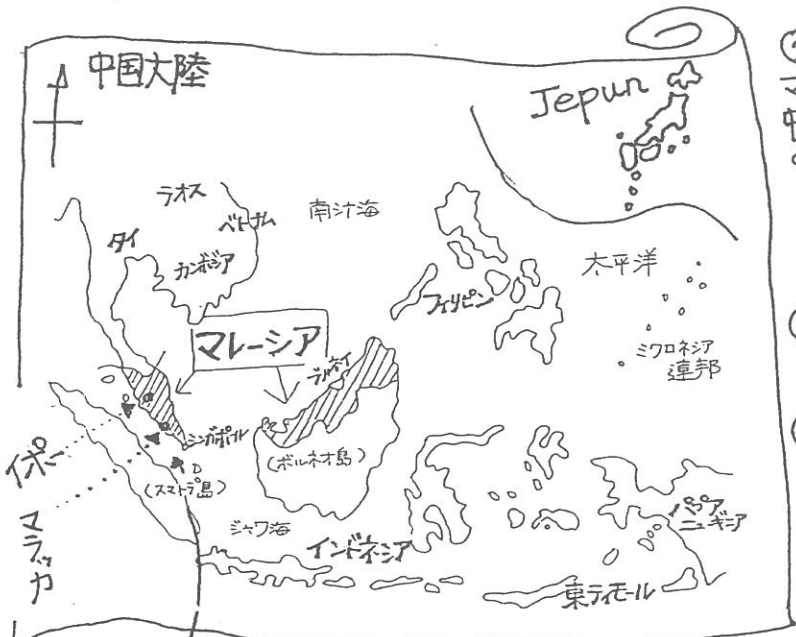 中国大陸
Jepun
ラオス
ベトナム
タイ
カンボジア
南シナ海
フィリピン
太平洋
ミクロネシア
連邦
マレーシア
ブルネイ
シンガポール
(ボルネオ島)
イポー
マラッカ
(スマトラ島)
ジャワ海
インドネシア
パプア
ニューギニア
東ティモール